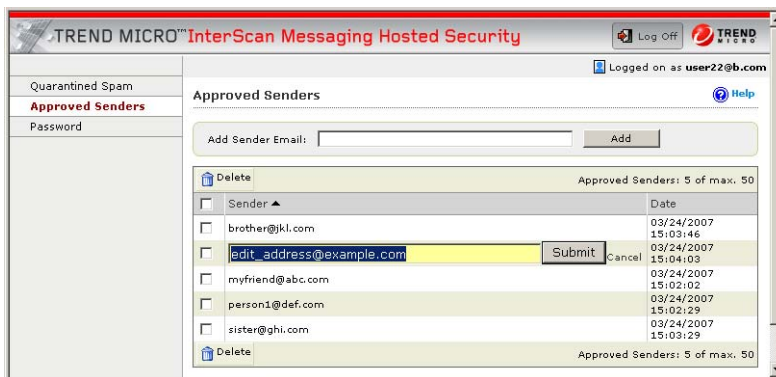 TREND MICRO™ InterScan Messaging Hosted Security
Log Off
TREND MICRO
Logged on as user22@b.com
Quarantined Spam
Approved Senders
Password
Approved Senders
Help
Add Sender Email:
Add
Delete
Approved Senders: 5 of max. 50
Sender ▲ Date
brother@jkl.com 03/24/2007 15:03:46
edit_address@example.com Submit Cancel 03/24/2007 15:04:03
myfriend@abc.com 03/24/2007 15:02:02
person1@def.com 03/24/2007 15:02:29
sister@ghi.com 03/24/2007 15:03:29
Delete
Approved Senders: 5 of max. 50